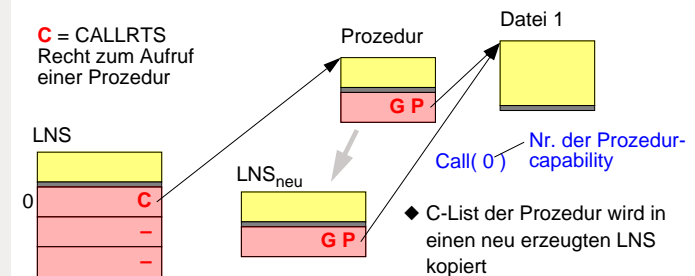 C = CALLRTS
Recht zum Aufruf
einer Prozedur
Prozedur
Datei 1
G P
LNS
0
C
–
–
LNSneu
G P
Call( 0 )
Nr. der Prozedur-
capability
◆ C-List der Prozedur wird in
einen neu erzeugten LNS
kopiert